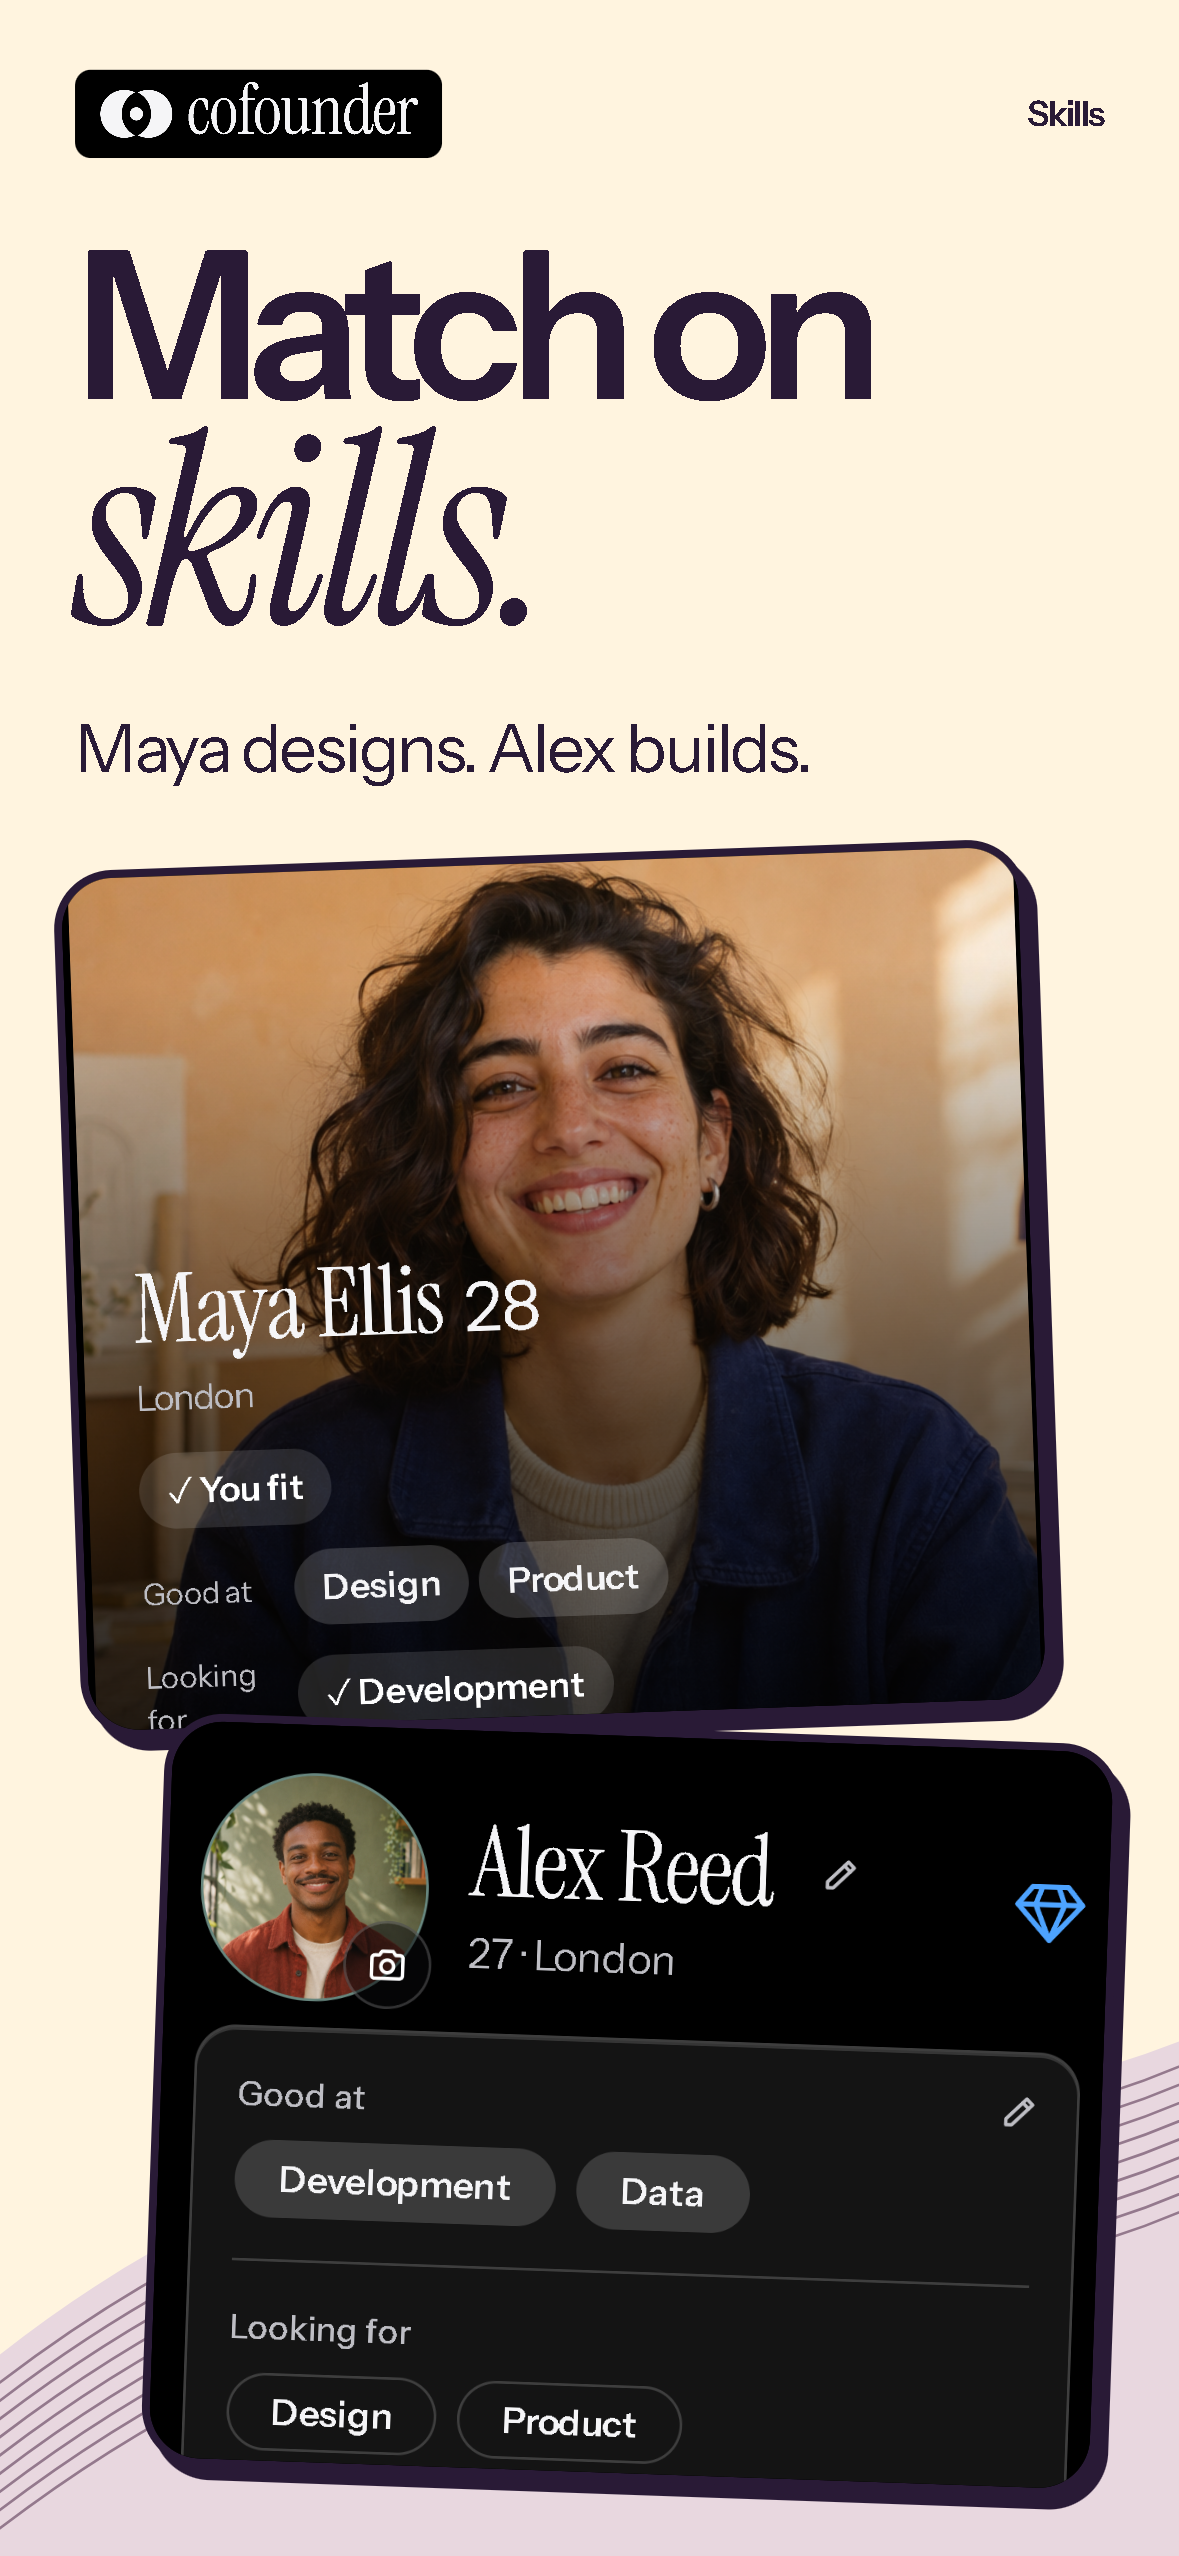 cofounder
Skills
Match on
skills.
Maya designs. Alex builds.
Maya Ellis 28
London
✓ You fit
Good at Design Product
Looking for ✓ Development
Alex Reed
27 · London
Good at
Development Data
Looking for
Design Product